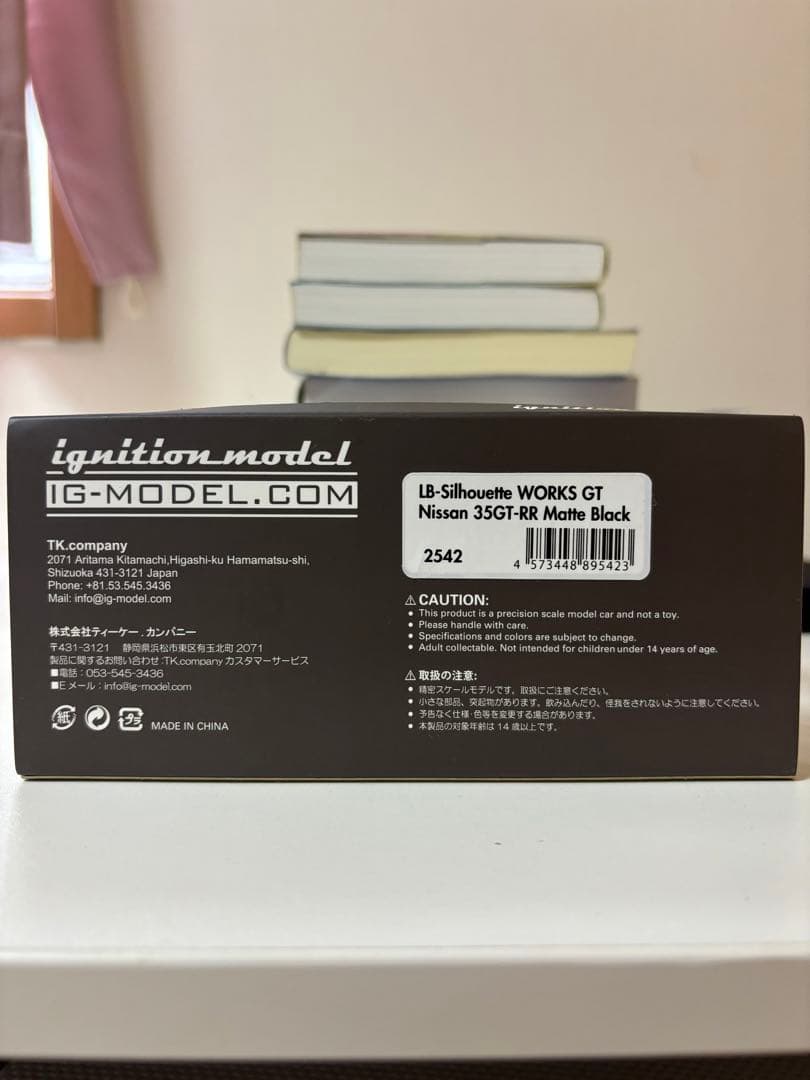 ignition
ignition model
IG-MODEL.COM
TK.company
2071 Aritama Kitamachi,Higashi-ku Hamamatsu-shi,
Shizuoka 431-3121 Japan
Phone: +81.53.545.3436
Mail: info@ig-model.com
株式会社ティーケー.カンパニー
〒431-3121 静岡県浜松市東区有玉北町2071
製品に関するお問い合わせ:TK.company カスタマーサービス
■電話:053-545-3436
■Eメール:info@ig-model.com
紙
プラ
MADE IN CHINA
LB-Silhouette WORKS GT
Nissan 35GT-RR Matte Black
2542
4 573448 895423
⚠CAUTION:
● This product is a precision scale model car and not a toy.
● Please handle with care.
● Specifications and colors are subject to change.
● Adult collectable. Not intended for children under 14 years of age.
⚠取扱の注意:
● 精密スケールモデルです。取扱にご注意ください。
● 小さな部品、突起物があります。飲み込んだり、怪我をされないように注意してください。
● 予告なく仕様・色等を変更する場合があります。
● 本製品の対象年齢は14歳以上です。